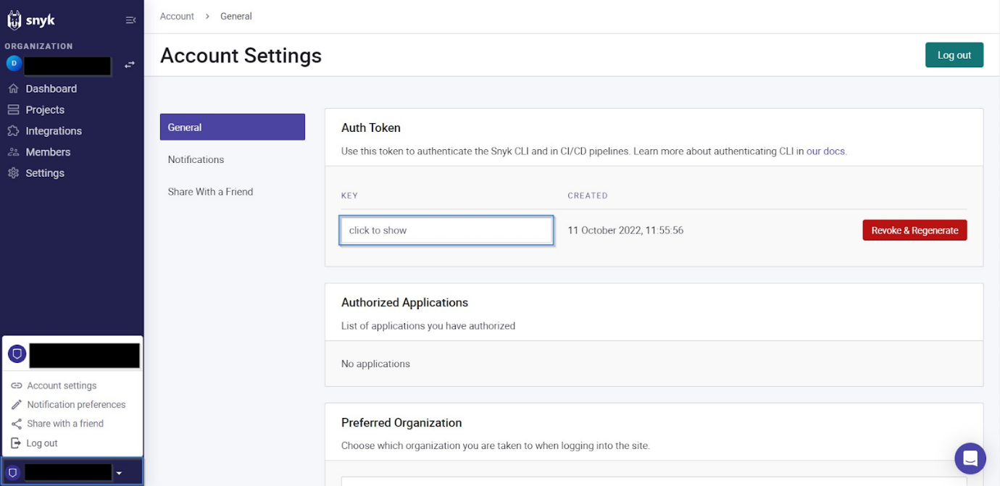 snyk
ORGANIZATION
D
Dashboard
Projects
Integrations
Members
Settings
Account settings
Notification preferences
Share with a friend
Log out
Account > General
Account Settings
Log out
General
Notifications
Share With a Friend
Auth Token
Use this token to authenticate the Snyk CLI and in CI/CD pipelines. Learn more about authenticating CLI in our docs.
KEY CREATED
click to show 11 October 2022, 11:55:56 Revoke & Regenerate
Authorized Applications
List of applications you have authorized
No applications
Preferred Organization
Choose which organization you are taken to when logging into the site.